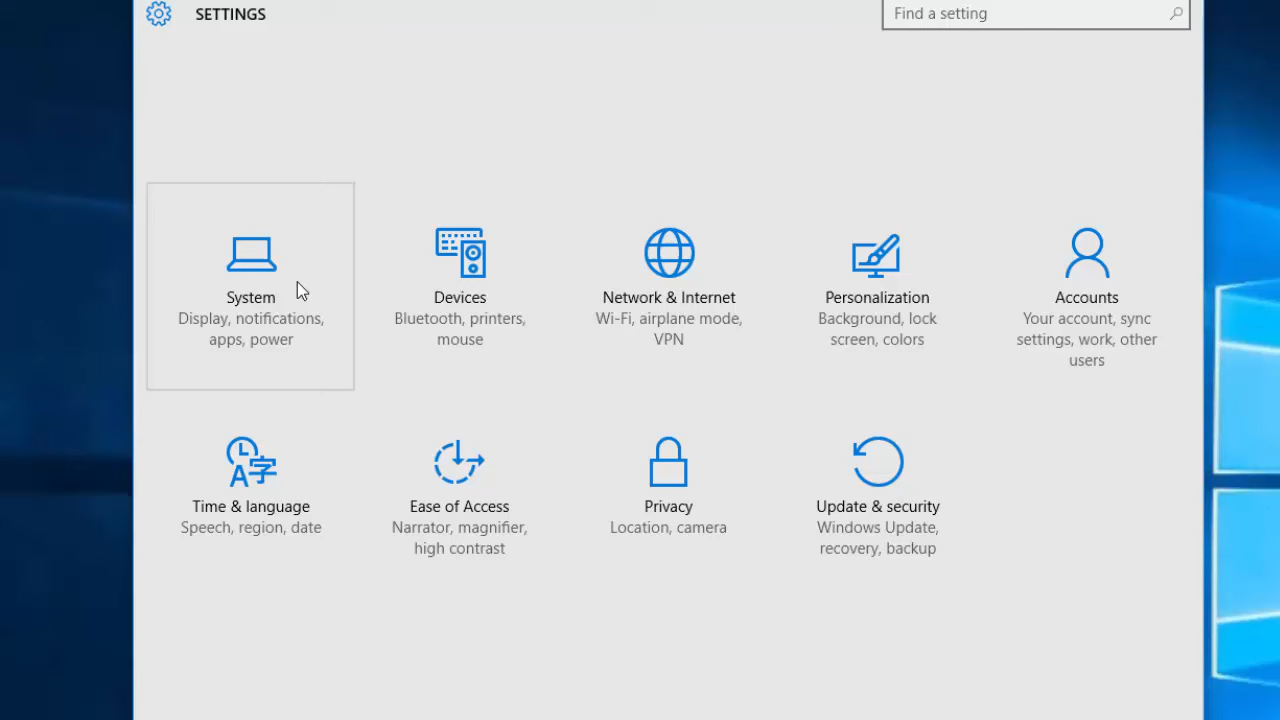 SETTINGS
Find a setting
System
Display, notifications,
apps, power
Devices
Bluetooth, printers,
mouse
Network & Internet
Wi-Fi, airplane mode,
VPN
Personalization
Background, lock
screen, colors
Accounts
Your account, sync
settings, work, other
users
Time & language
Speech, region, date
Ease of Access
Narrator, magnifier,
high contrast
Privacy
Location, camera
Update & security
Windows Update,
recovery, backup